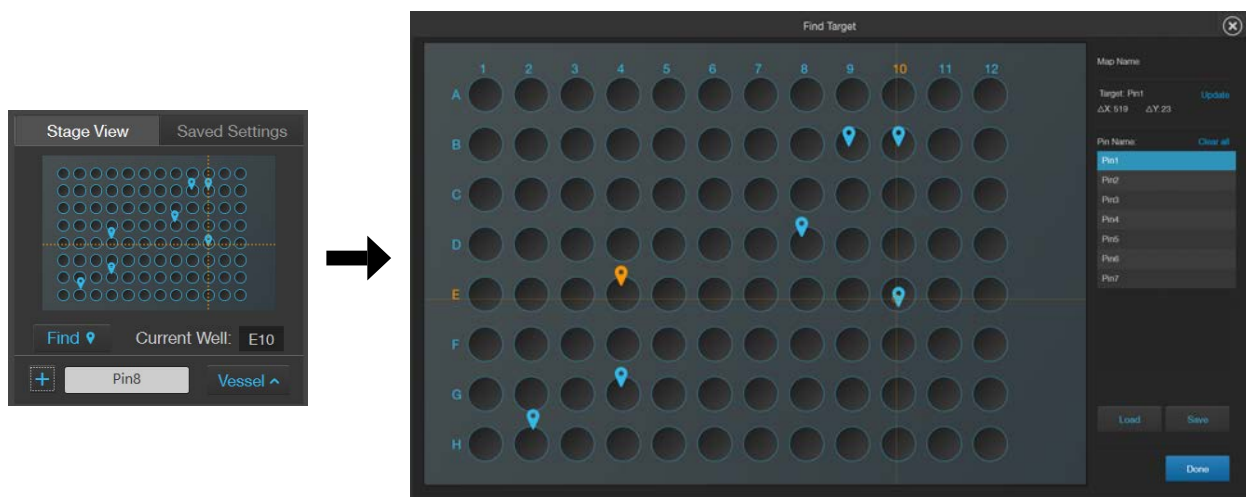 Stage View Saved Settings
Find Current Well: E10
+ Pin8 Vessel
Find Target
1 2 3 4 5 6 7 8 9 10 11 12
A
B
C
D
E
F
G
H
Map Name
Target: Pin1 Update
△X: 519 △Y: 23
Pin Name: Clear all
Pin1
Pin2
Pin3
Pin4
Pin5
Pin6
Pin7
Load Save
Done